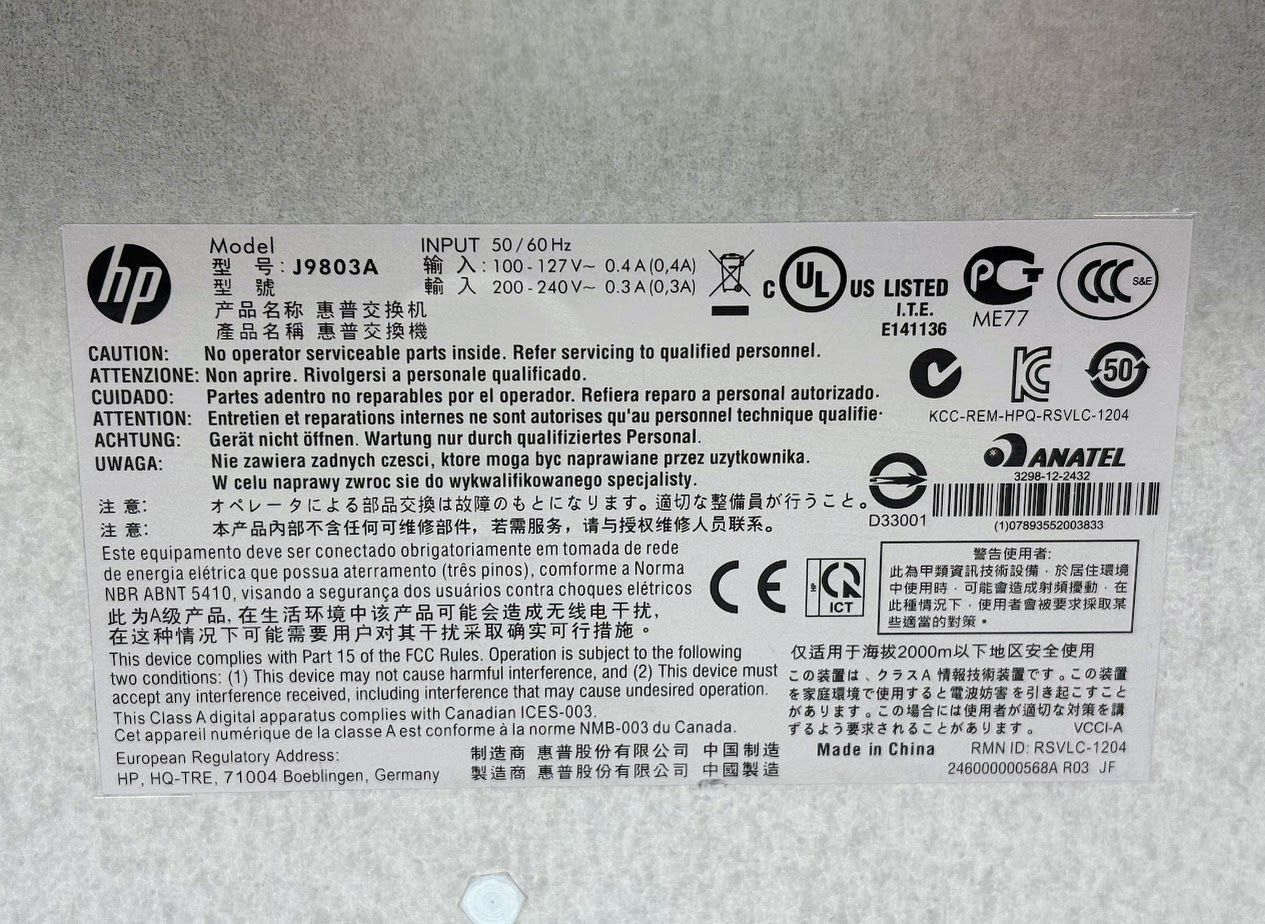 hp
Model
型 号: J9803A
型 號
INPUT 50/60Hz
输 入: 100-127V~ 0.4A(0,4A)
輸 入 200-240V~ 0.3A(0,3A)
产品名称 惠普交换机
產品名稱 惠普交換機
C UL US LISTED
I.T.E.
E141136
PCT
ME77
CCC S&E
CAUTION: No operator serviceable parts inside. Refer servicing to qualified personnel.
ATTENZIONE: Non aprire. Rivolgersi a personale qualificado.
CUIDADO: Partes adentro no reparables por el operador. Refiera reparo a personal autorizado.
ATTENTION: Entretien et reparations internes ne sont autorises qu'au personnel technique qualifie.
ACHTUNG: Gerät nicht öffnen. Wartung nur durch qualifiziertes Personal.
UWAGA: Nie zawiera zadnych czesci, ktore moga byc naprawiane przez uzytkownika.
W celu naprawy zwroc sie do wykwalifikowanego specjalisty.
注 意: オペレータによる部品交換は故障のもとになります。適切な整備員が行うこと。
注 意: 本产品内部不含任何可维修部件，若需服务，请与授权维修人员联系。
KC
50
KCC-REM-HPQ-RSVLC-1204
ANATEL
3298-12-2432
(1)07893552003833
D33001
Este equipamento deve ser conectado obrigatoriamente em tomada de rede
de energia elétrica que possua aterramento (três pinos), comforme a Norma
NBR ABNT 5410, visando a segurança dos usuários contra choques elétricos
此为A级产品, 在生活环境中该产品可能会造成无线电干扰,
在这种情况下可能需要用户对其干扰采取确实可行措施。
CE
ICT
警告使用者:
此為甲類資訊技術設備，於居住環境
中使用時，可能會造成射頻擾動，在
此種情況下，使用者會被要求採取某
些適當的對策。
This device complies with Part 15 of the FCC Rules. Operation is subject to the following
two conditions: (1) This device may not cause harmful interference, and (2) This device must
accept any interference received, including interference that may cause undesired operation.
This Class A digital apparatus complies with Canadian ICES-003.
Cet appareil numérique de la classe A est conforme à la norme NMB-003 du Canada.
仅适用于海拔2000m以下地区安全使用
この装置は、クラスA 情報技術装置です。この装置
を家庭環境で使用すると電波妨害を引き起こすこと
があります。この場合には使用者が適切な対策を講
ずるよう要求されることがあります。 VCCI-A
European Regulatory Address:
HP, HQ-TRE, 71004 Boeblingen, Germany
制造商 惠普股份有限公司 中国制造
製造商 惠普股份有限公司 中國製造
Made in China
RMN ID: RSVLC-1204
246000000568A R03 JF